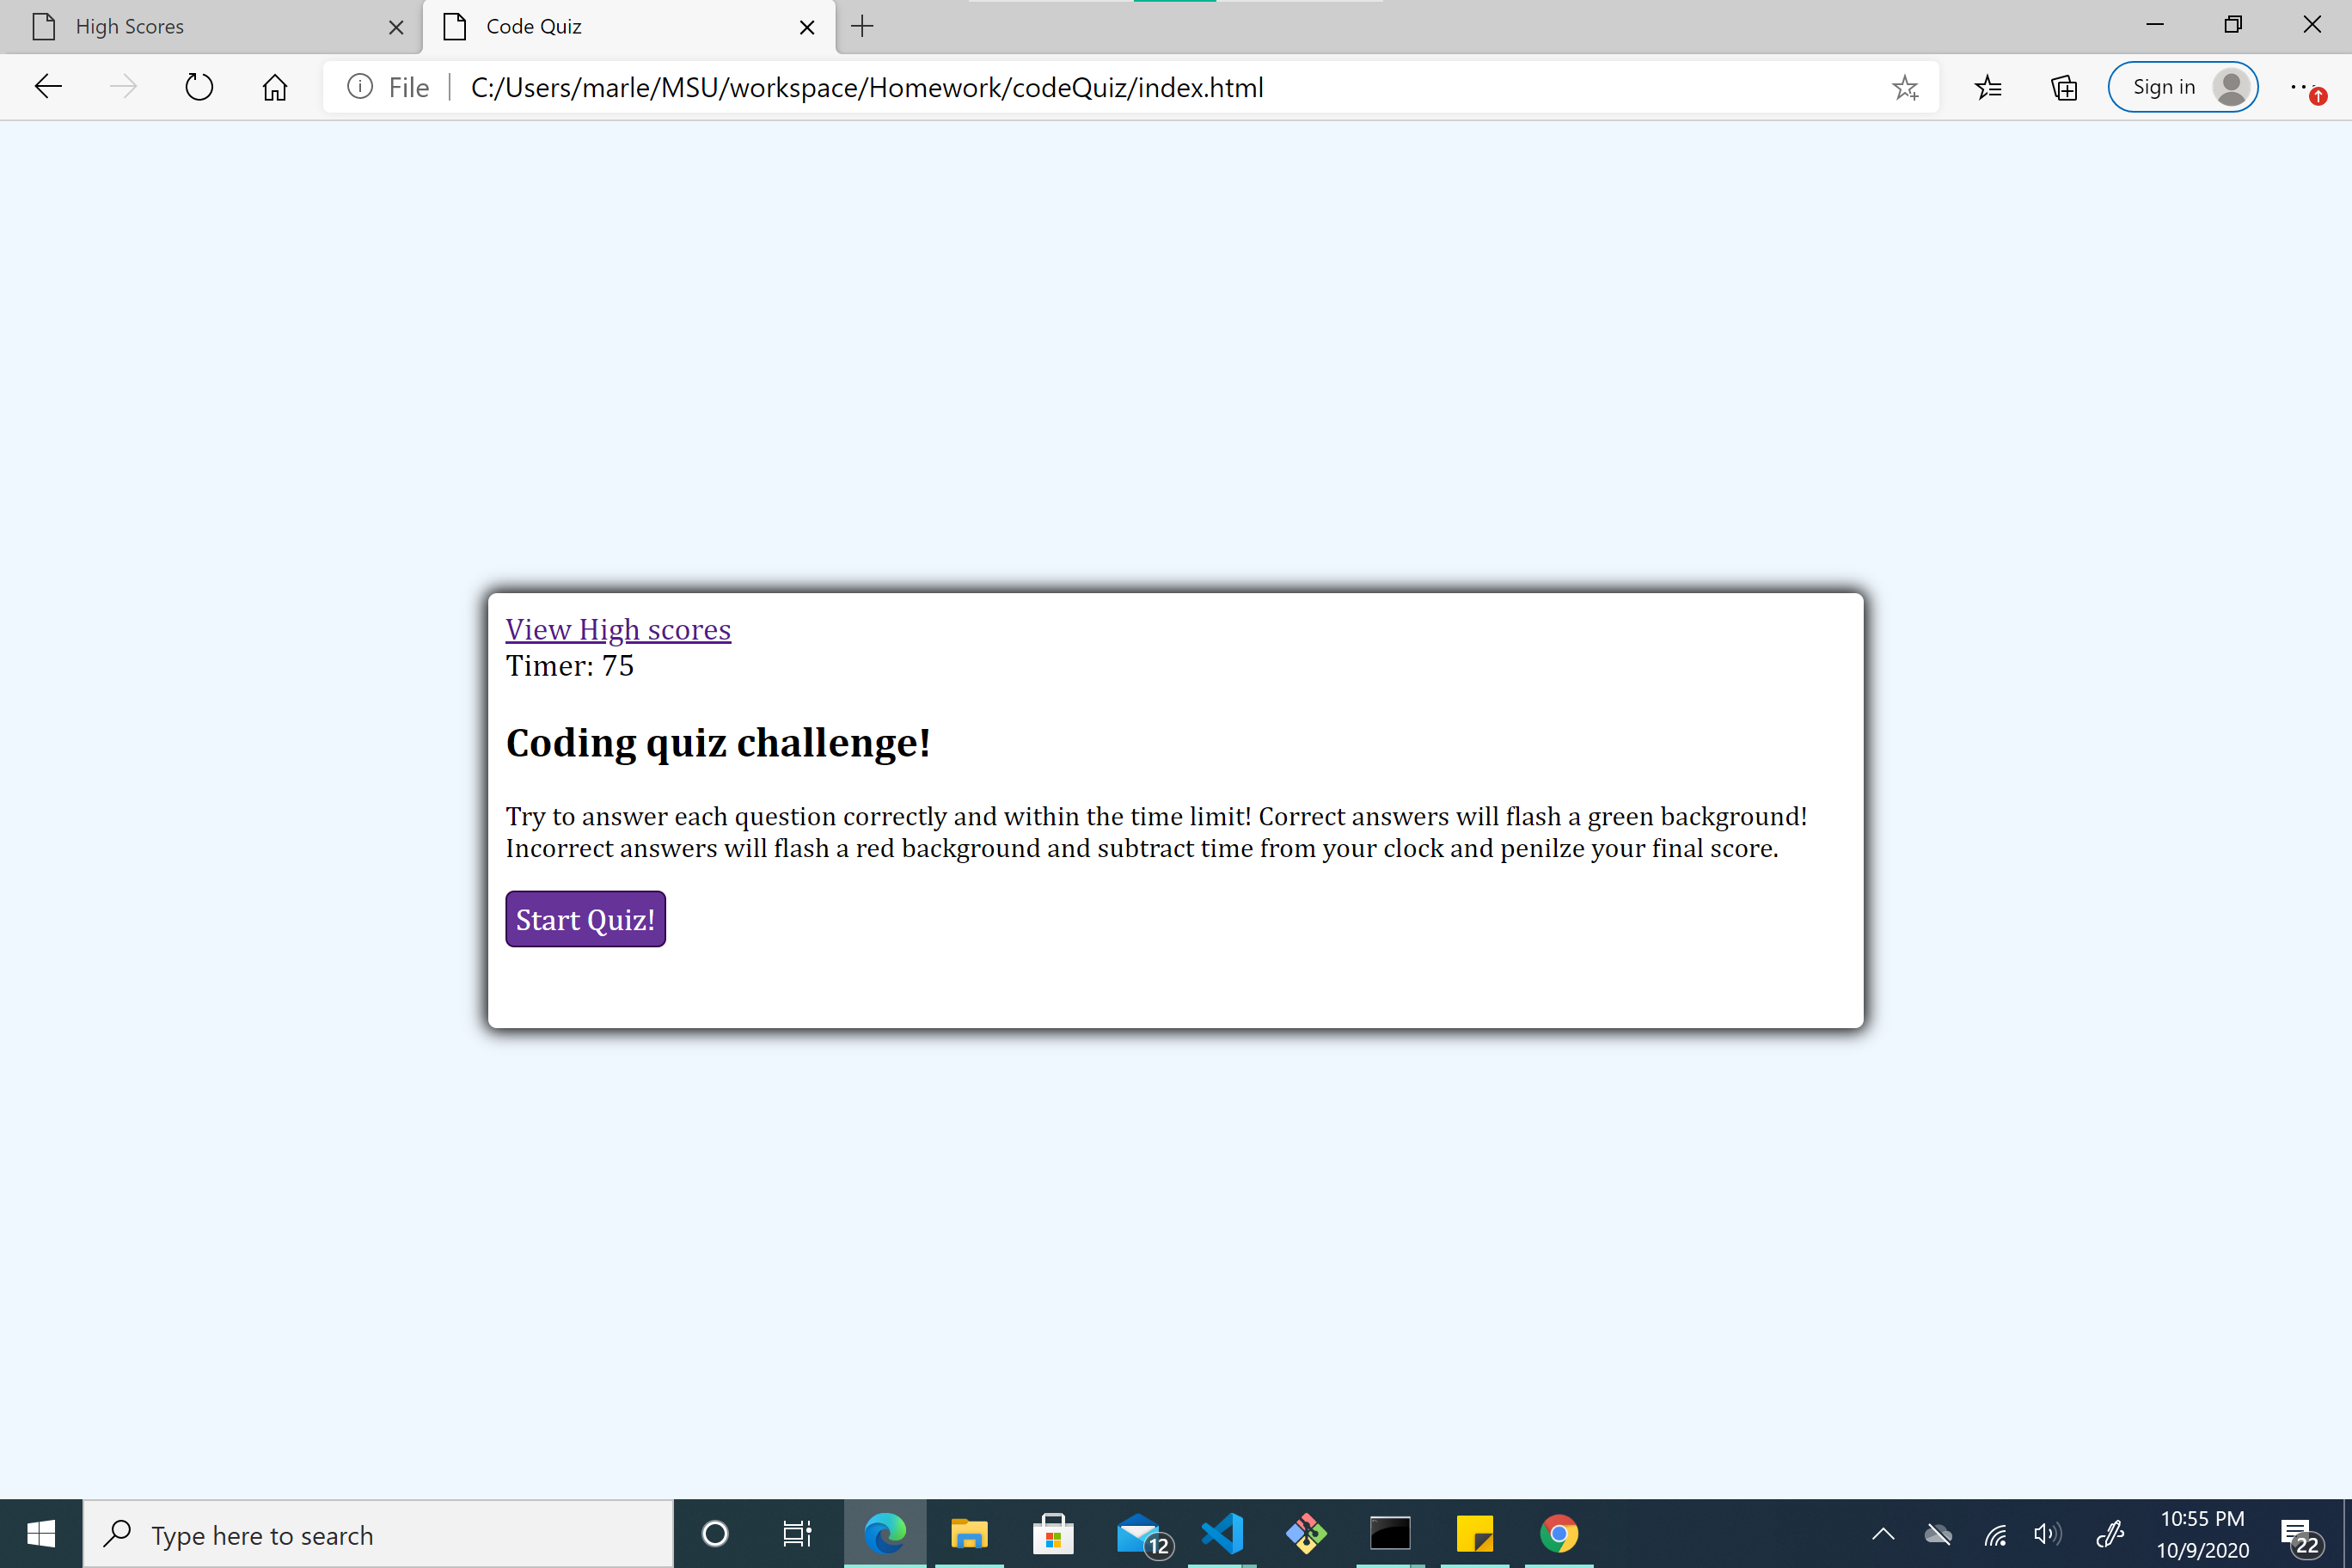 High Scores
Code Quiz
File
C:/Users/marle/MSU/workspace/Homework/codeQuiz/index.html
Sign in
View High scores
Timer: 75
Coding quiz challenge!
Try to answer each question correctly and within the time limit! Correct answers will flash a green background!
Incorrect answers will flash a red background and subtract time from your clock and penilze your final score.
Start Quiz!
Type here to search
12
10:55 PM
10/9/2020
22